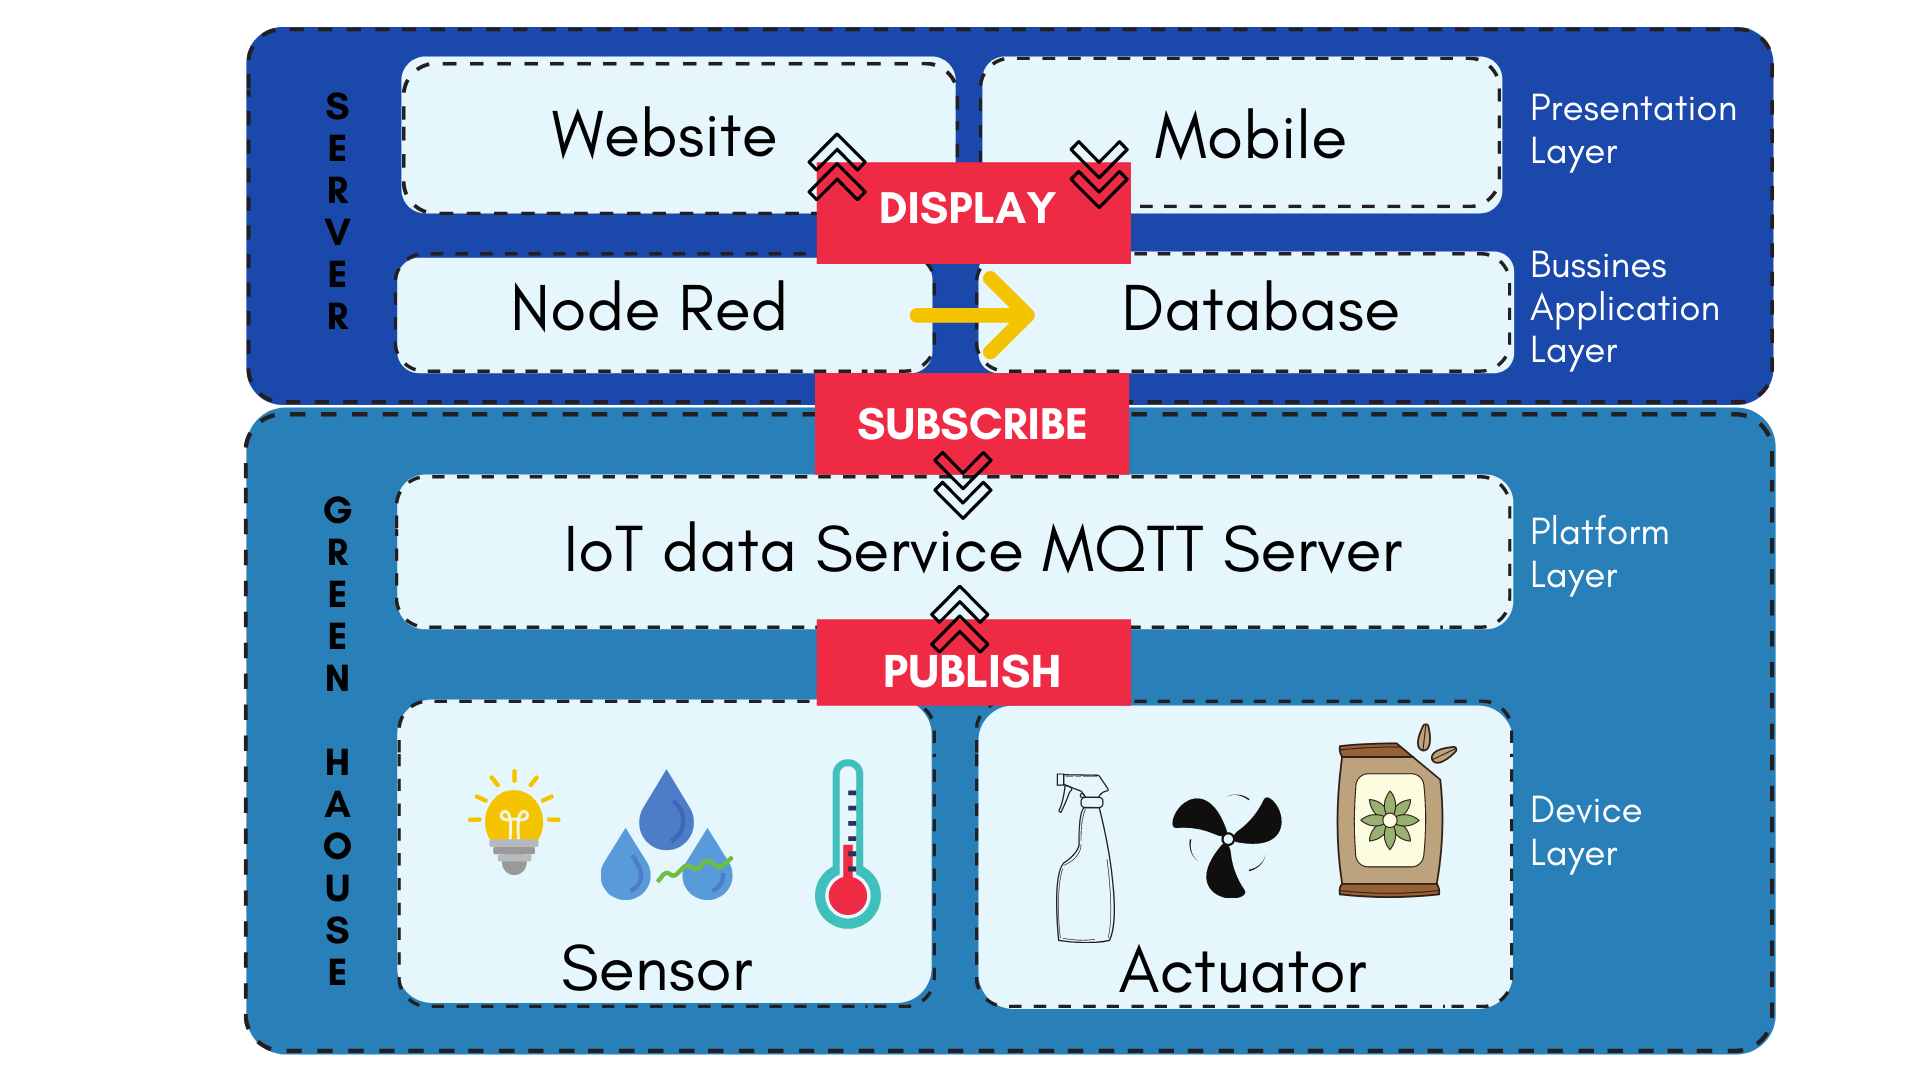 SERVER
Website
Mobile
Presentation
Layer
DISPLAY
Node Red
Database
Bussines
Application
Layer
SUBSCRIBE
GREEN HAOUSE
IoT data Service MQTT Server
Platform
Layer
PUBLISH
Sensor
Actuator
Device
Layer